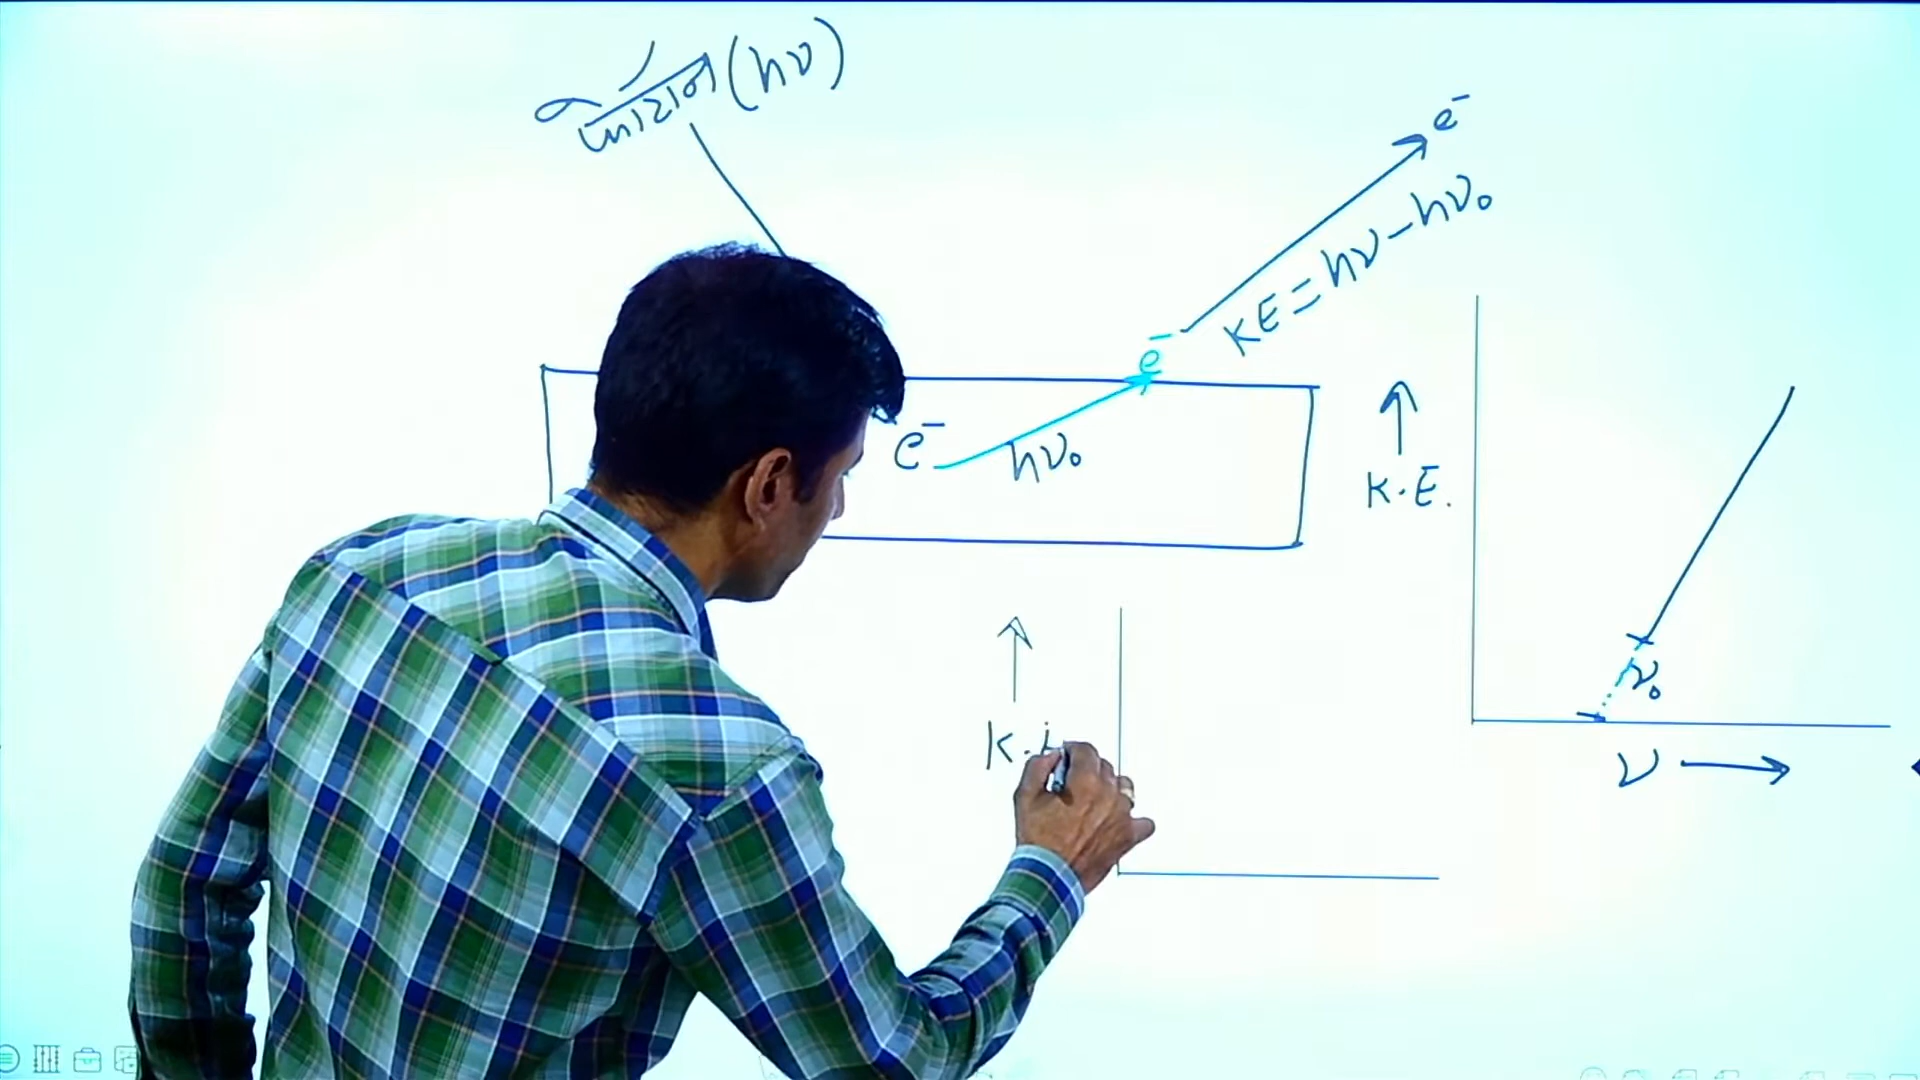 (hν)
e⁻
KE = hν − hν₀
e⁻
e⁻
hν₀
K.E.
K.
ν₀
ν